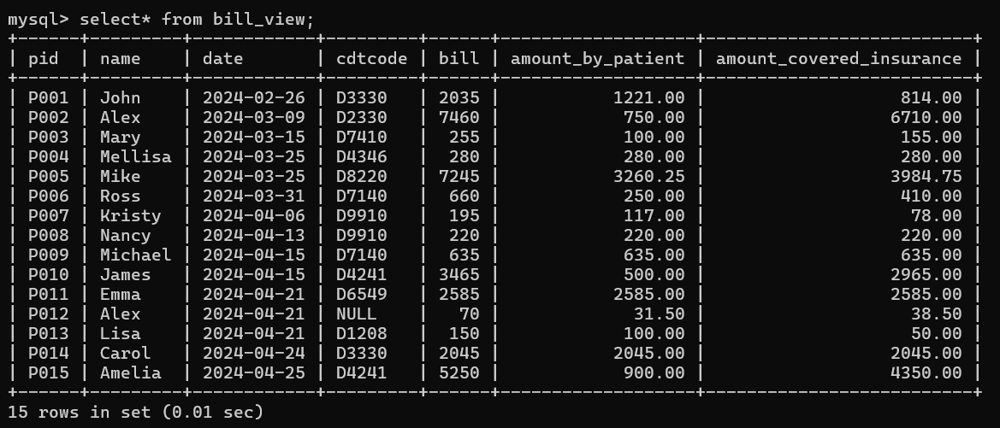 mysql> select* from bill_view;
+------+---------+------------+---------+------+-------------------+--------------------------+
| pid  | name    | date       | cdtcode | bill | amount_by_patient | amount_covered_insurance |
+------+---------+------------+---------+------+-------------------+--------------------------+
| P001 | John    | 2024-02-26 | D3330   | 2035 |           1221.00 |                   814.00 |
| P002 | Alex    | 2024-03-09 | D2330   | 7460 |            750.00 |                  6710.00 |
| P003 | Mary    | 2024-03-15 | D7410   |  255 |            100.00 |                   155.00 |
| P004 | Mellisa | 2024-03-25 | D4346   |  280 |            280.00 |                   280.00 |
| P005 | Mike    | 2024-03-25 | D8220   | 7245 |           3260.25 |                  3984.75 |
| P006 | Ross    | 2024-03-31 | D7140   |  660 |            250.00 |                   410.00 |
| P007 | Kristy  | 2024-04-06 | D9910   |  195 |            117.00 |                    78.00 |
| P008 | Nancy   | 2024-04-13 | D9910   |  220 |            220.00 |                   220.00 |
| P009 | Michael | 2024-04-15 | D7140   |  635 |            635.00 |                   635.00 |
| P010 | James   | 2024-04-15 | D4241   | 3465 |            500.00 |                  2965.00 |
| P011 | Emma    | 2024-04-21 | D6549   | 2585 |           2585.00 |                  2585.00 |
| P012 | Alex    | 2024-04-21 | NULL    |   70 |             31.50 |                    38.50 |
| P013 | Lisa    | 2024-04-21 | D1208   |  150 |            100.00 |                    50.00 |
| P014 | Carol   | 2024-04-24 | D3330   | 2045 |           2045.00 |                  2045.00 |
| P015 | Amelia  | 2024-04-25 | D4241   | 5250 |            900.00 |                  4350.00 |
+------+---------+------------+---------+------+-------------------+--------------------------+
15 rows in set (0.01 sec)